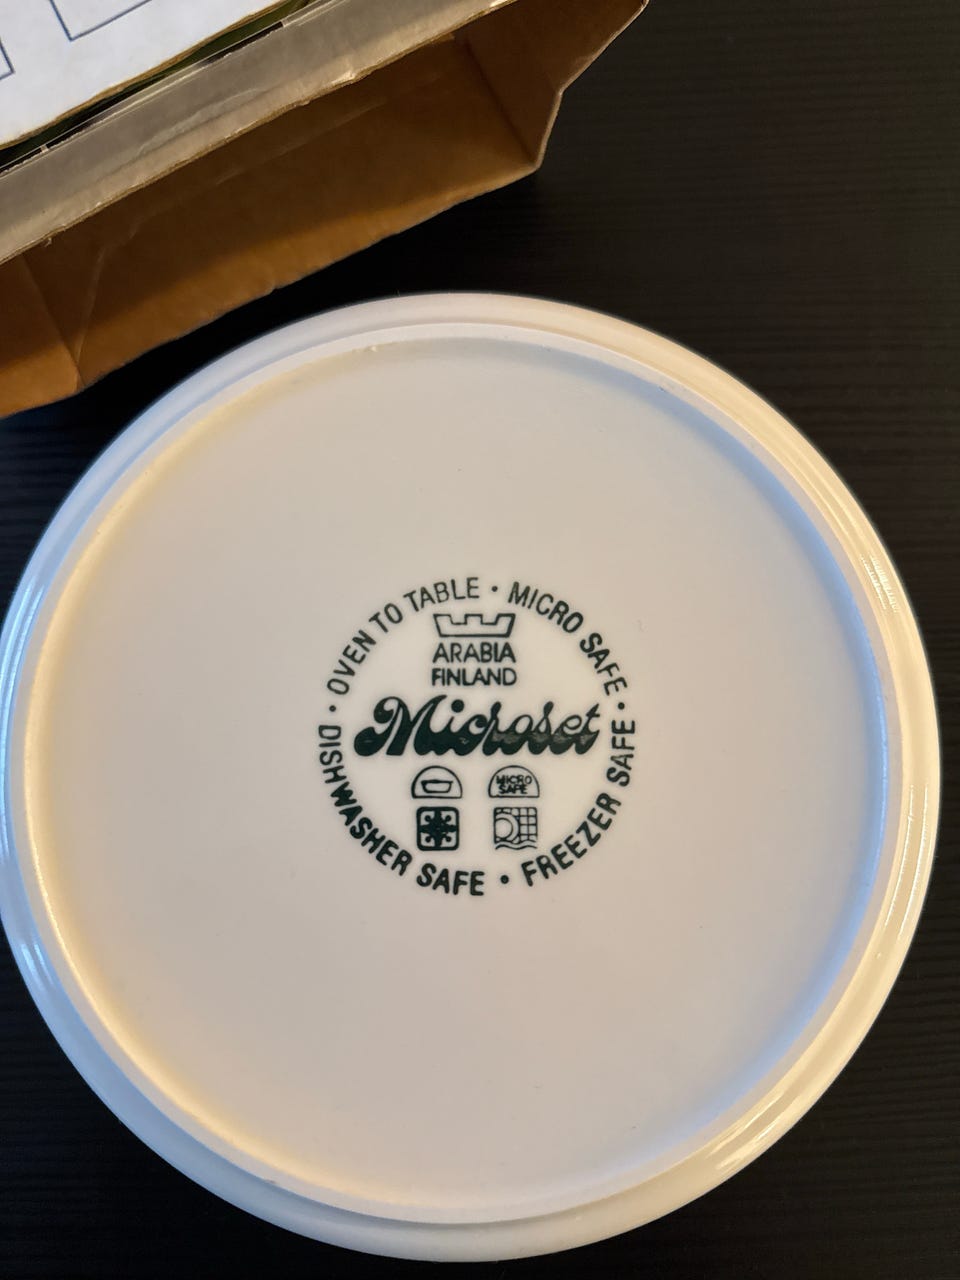 OVEN TO TABLE • MICRO SAFE • FREEZER SAFE • DISHWASHER SAFE •
ARABIA
FINLAND
Microset
MICRO
SAFE